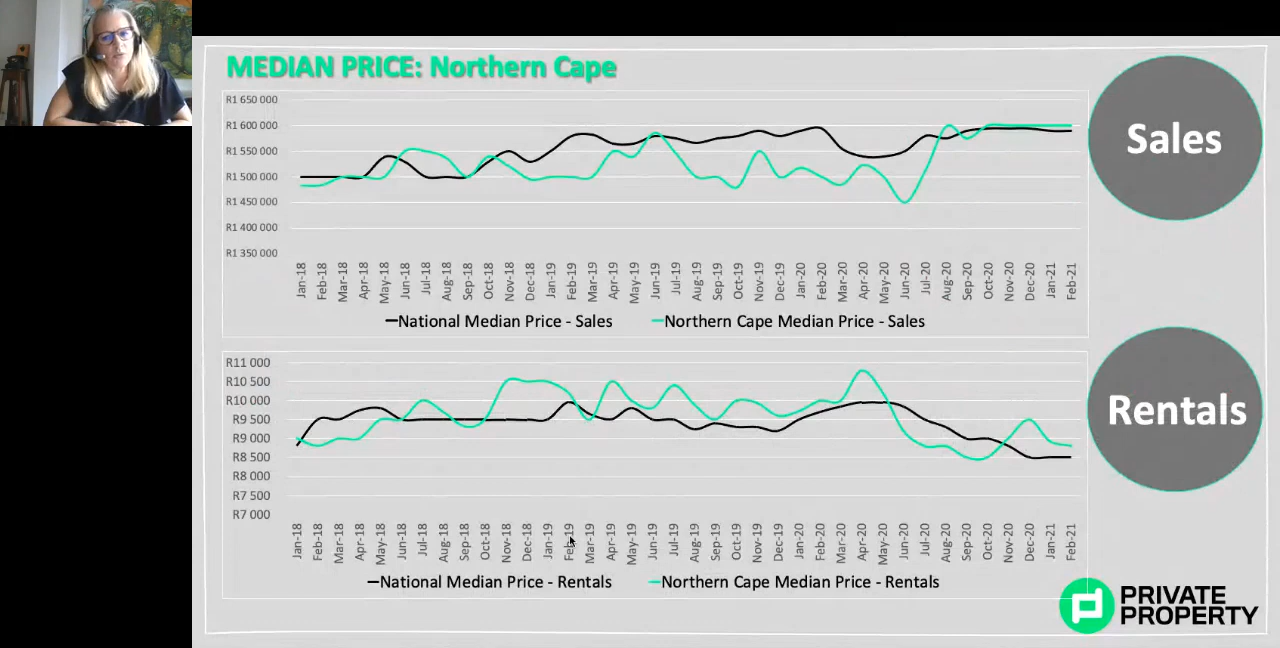 MEDIAN PRICE: Northern Cape
R1 650 000
R1 600 000
R1 550 000
R1 500 000
R1 450 000
R1 400 000
R1 350 000
Jan-18
Feb-18
Mar-18
Apr-18
May-18
Jun-18
Jul-18
Aug-18
Sep-18
Oct-18
Nov-18
Dec-18
Jan-19
Feb-19
Mar-19
Apr-19
May-19
Jun-19
Jul-19
Aug-19
Sep-19
Oct-19
Nov-19
Dec-19
Jan-20
Feb-20
Mar-20
Apr-20
May-20
Jun-20
Jul-20
Aug-20
Sep-20
Oct-20
Nov-20
Dec-20
Jan-21
Feb-21
National Median Price - Sales
Northern Cape Median Price - Sales
Sales
R11 000
R10 500
R10 000
R9 500
R9 000
R8 500
R8 000
R7 500
R7 000
Jan-18
Feb-18
Mar-18
Apr-18
May-18
Jun-18
Jul-18
Aug-18
Sep-18
Oct-18
Nov-18
Dec-18
Jan-19
Feb-19
Mar-19
Apr-19
May-19
Jun-19
Jul-19
Aug-19
Sep-19
Oct-19
Nov-19
Dec-19
Jan-20
Feb-20
Mar-20
Apr-20
May-20
Jun-20
Jul-20
Aug-20
Sep-20
Oct-20
Nov-20
Dec-20
Jan-21
Feb-21
National Median Price - Rentals
Northern Cape Median Price - Rentals
Rentals
PRIVATE
PROPERTY